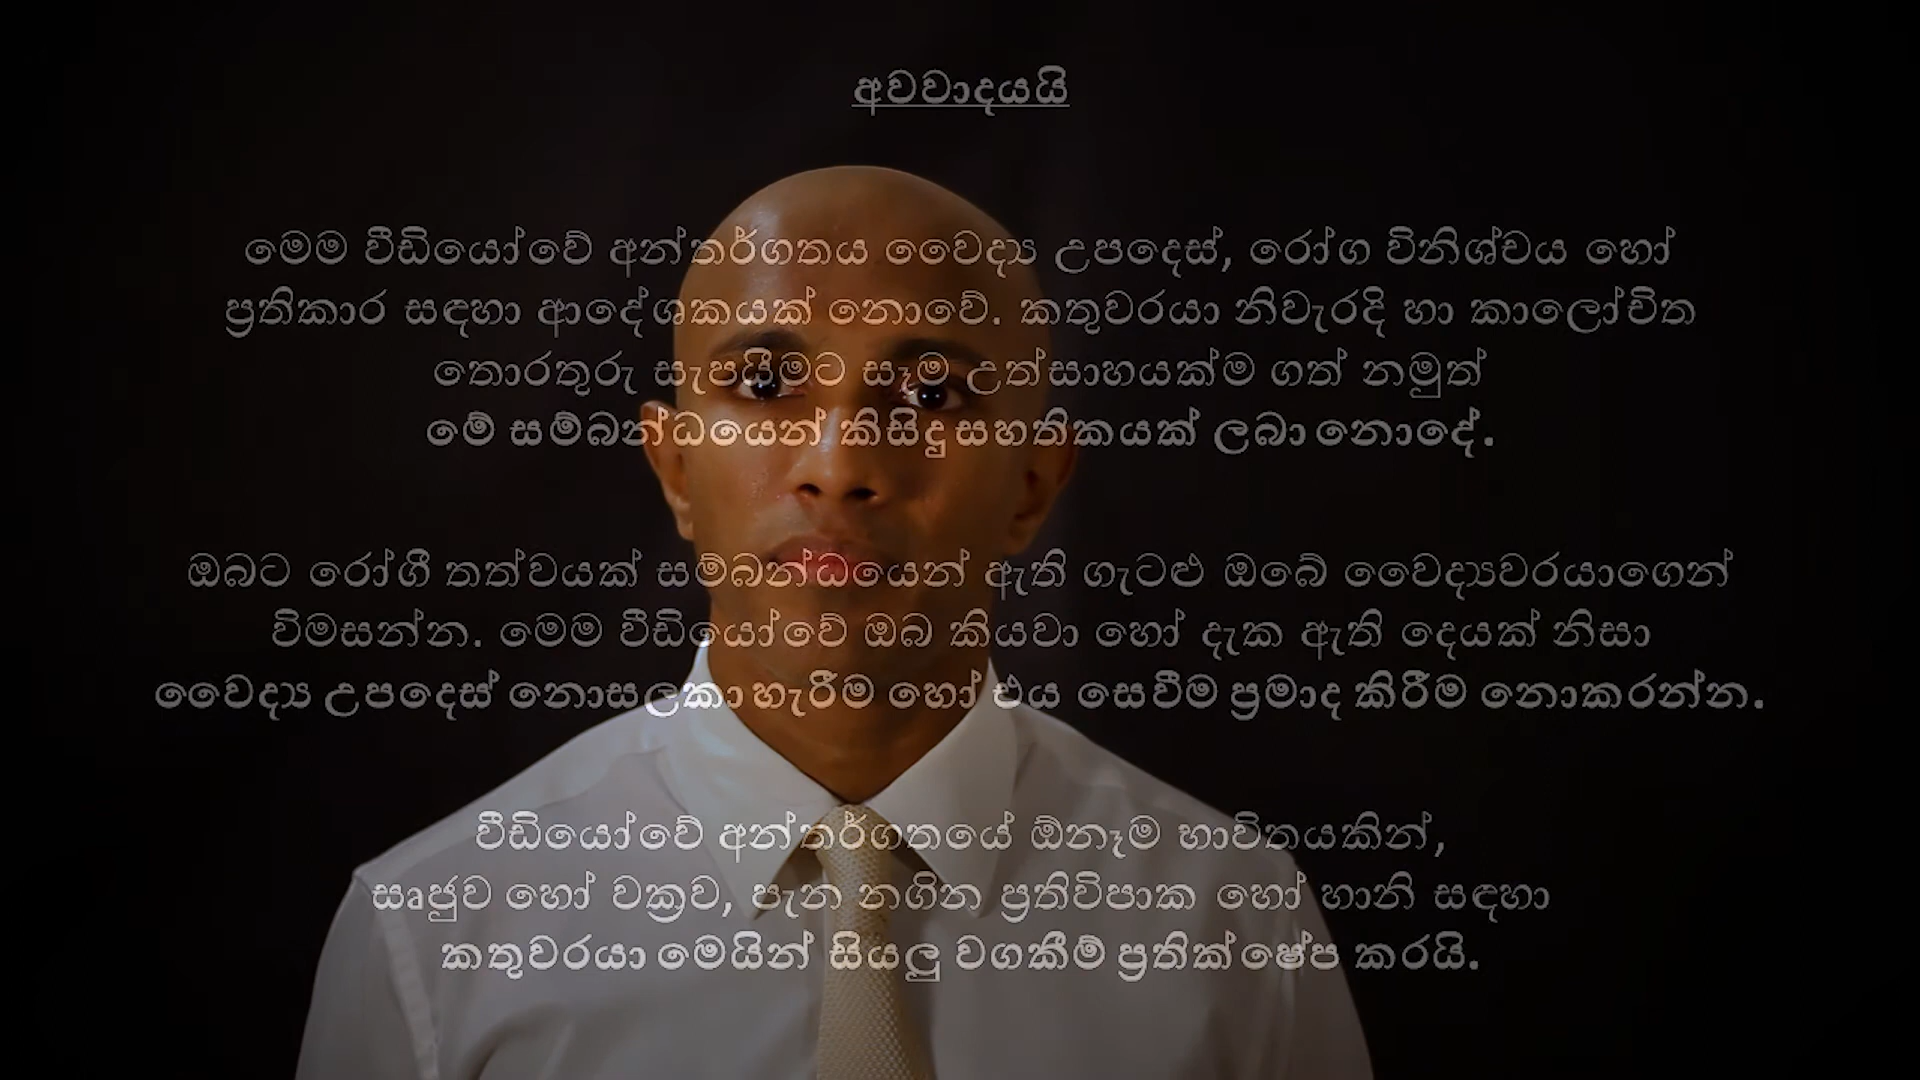 අවවාදයයි
මෙම වීඩියෝවේ අන්තර්ගතය වෛද්‍ය උපදෙස්, රෝග විනිශ්චය හෝ
ප්‍රතිකාර සඳහා ආදේශකයක් නොවේ. කතුවරයා නිවැරදි හා කාලෝචිත
තොරතුරු සැපයීමට සෑම උත්සාහයක්ම ගත් නමුත්
මේ සම්බන්ධයෙන් කිසිදු සහතිකයක් ලබා නොදේ.
ඔබට රෝගී තත්වයක් සම්බන්ධයෙන් ඇති ගැටළු ඔබේ වෛද්‍යවරයාගෙන්
විමසන්න. මෙම වීඩියෝවේ ඔබ කියවා හෝ දැක ඇති දෙයක් නිසා
වෛද්‍ය උපදෙස් නොසලකා හැරීම හෝ එය සෙවීම ප්‍රමාද කිරීම නොකරන්න.
වීඩියෝවේ අන්තර්ගතයේ ඕනෑම භාවිතයකින්,
සෘජුව හෝ වක්‍රව, පැන නගින ප්‍රතිවිපාක හෝ හානි සඳහා
කතුවරයා මෙයින් සියලු වගකීම් ප්‍රතික්ෂේප කරයි.